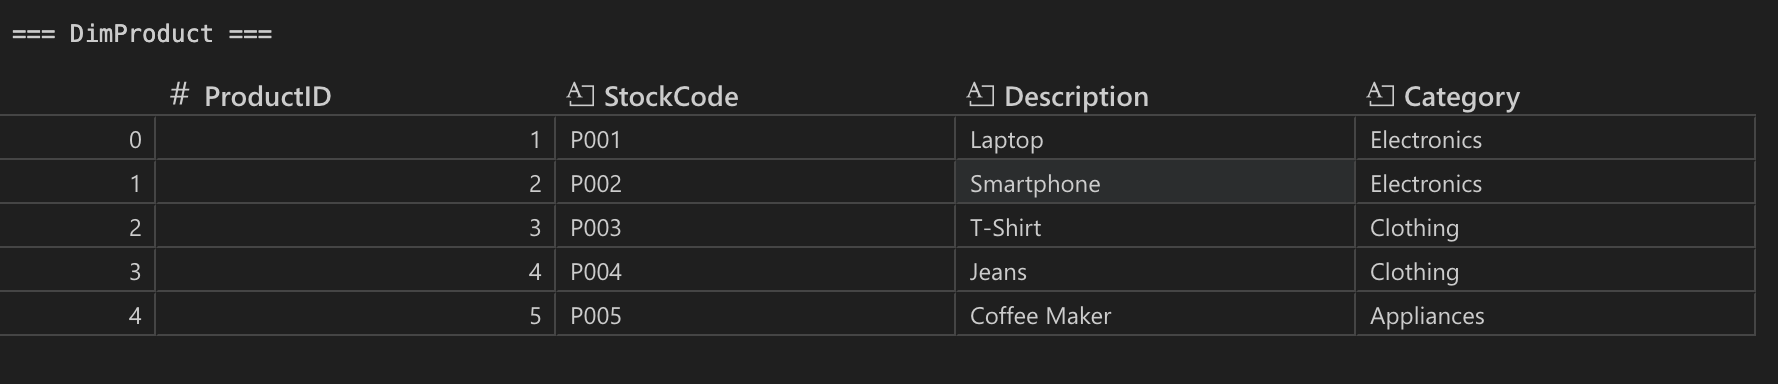 === DimProduct ===
# ProductID StockCode Description Category
0 1 P001 Laptop Electronics
1 2 P002 Smartphone Electronics
2 3 P003 T-Shirt Clothing
3 4 P004 Jeans Clothing
4 5 P005 Coffee Maker Appliances